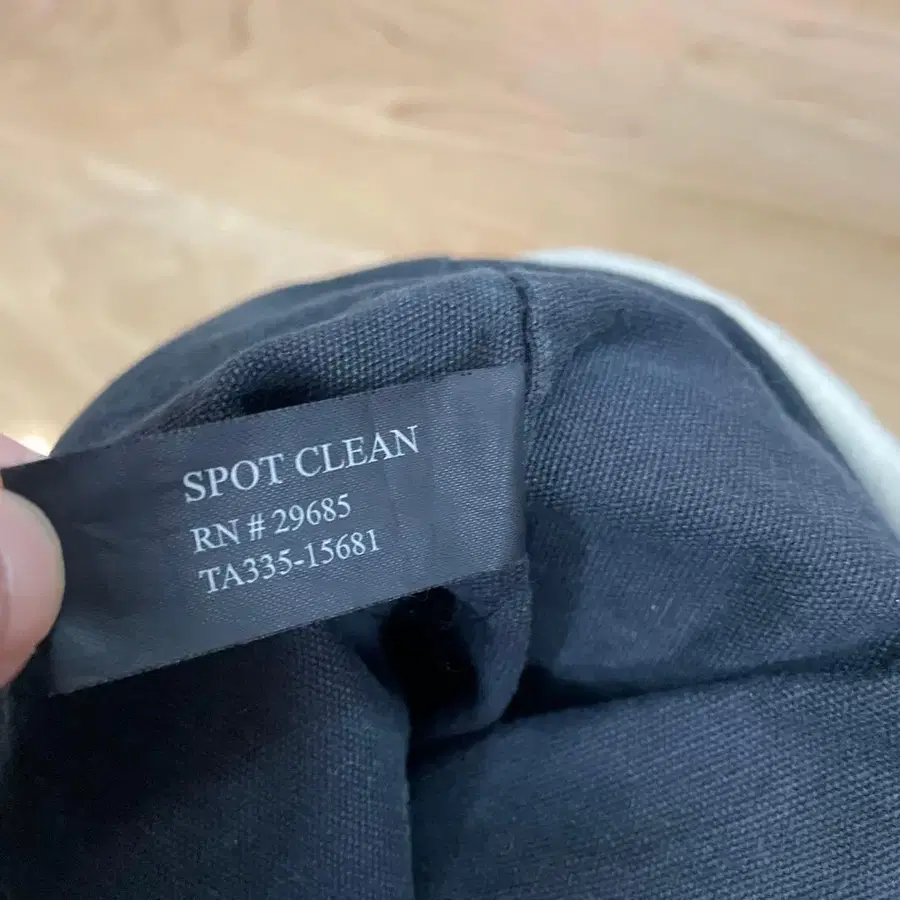 SPOT CLEAN
RN # 29685
TA335-15681